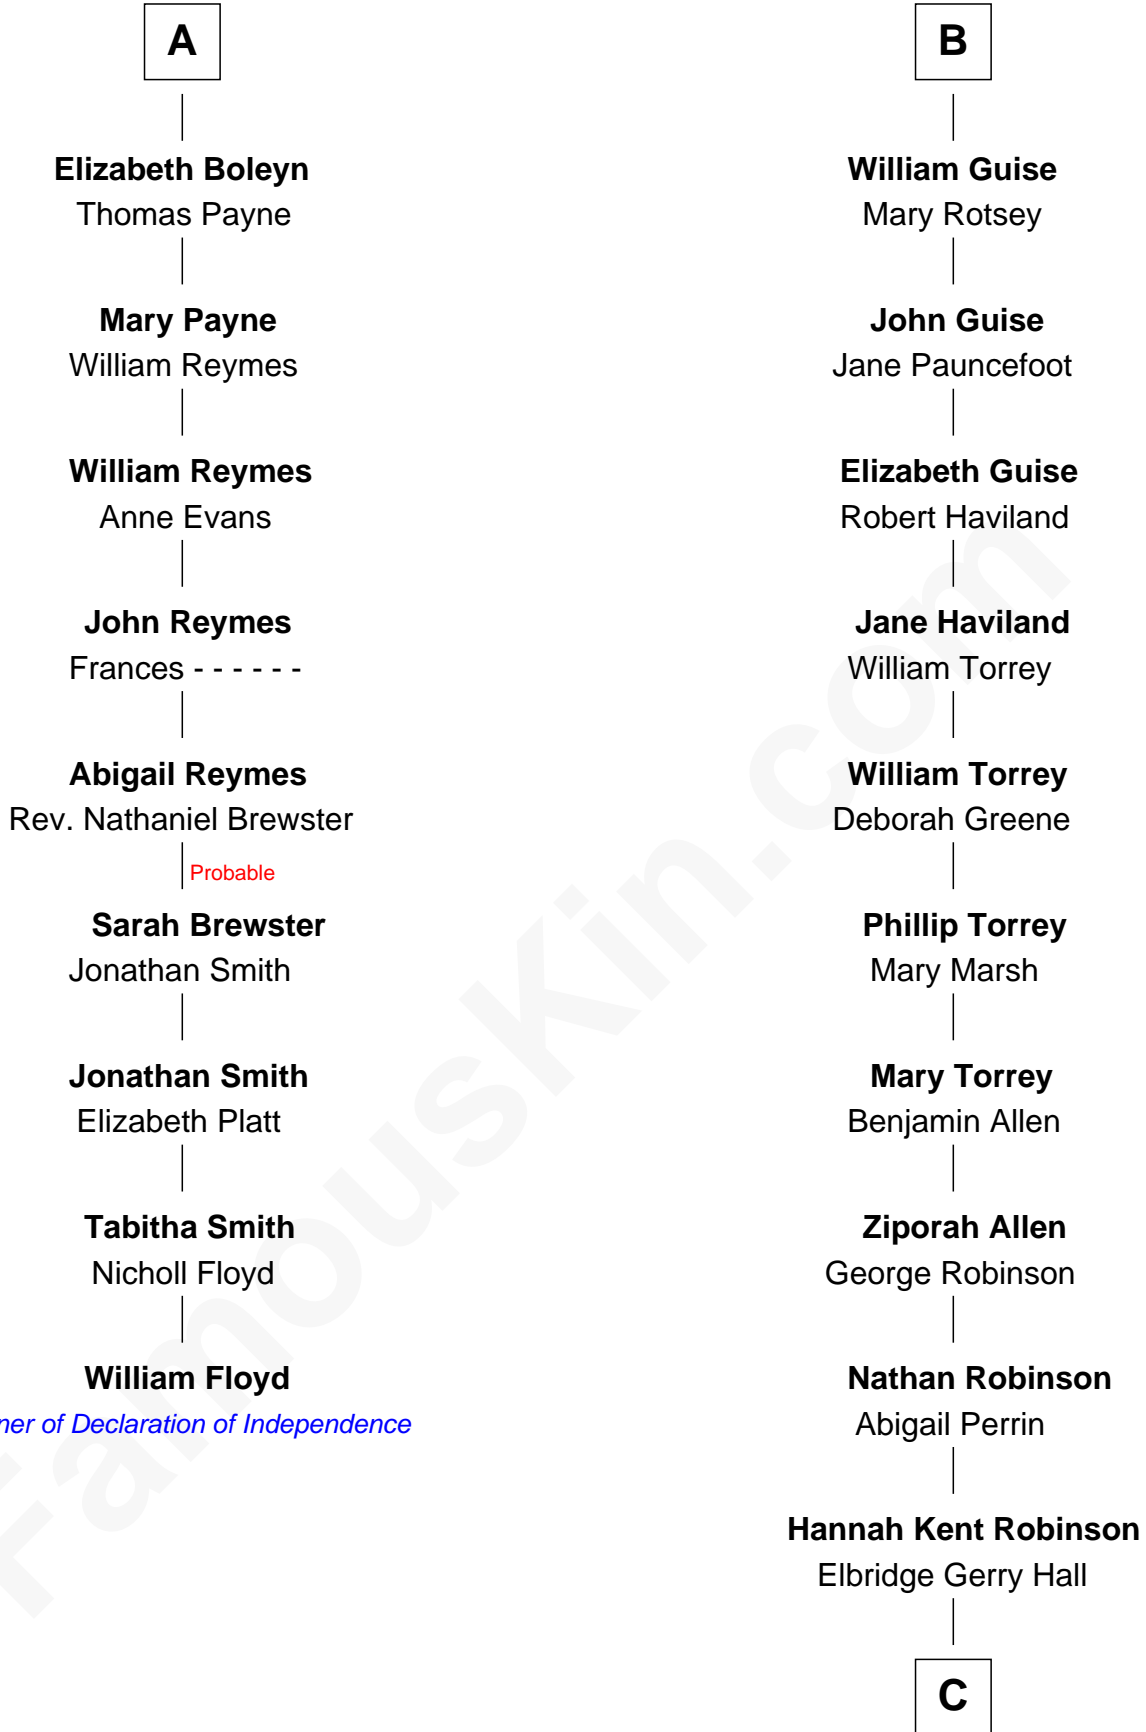 A
Elizabeth Boleyn
Thomas Payne
Mary Payne
William Reymes
William Reymes
Anne Evans
John Reymes
Frances - - - - - -
Abigail Reymes
Rev. Nathaniel Brewster
Probable
Sarah Brewster
Jonathan Smith
Jonathan Smith
Elizabeth Platt
Tabitha Smith
Nicholl Floyd
William Floyd
ner of Declaration of Independence
B
William Guise
Mary Rotsey
John Guise
Jane Pauncefoot
Elizabeth Guise
Robert Haviland
Jane Haviland
William Torrey
William Torrey
Deborah Greene
Phillip Torrey
Mary Marsh
Mary Torrey
Benjamin Allen
Ziporah Allen
George Robinson
Nathan Robinson
Abigail Perrin
Hannah Kent Robinson
Elbridge Gerry Hall
C
FamousKin.com